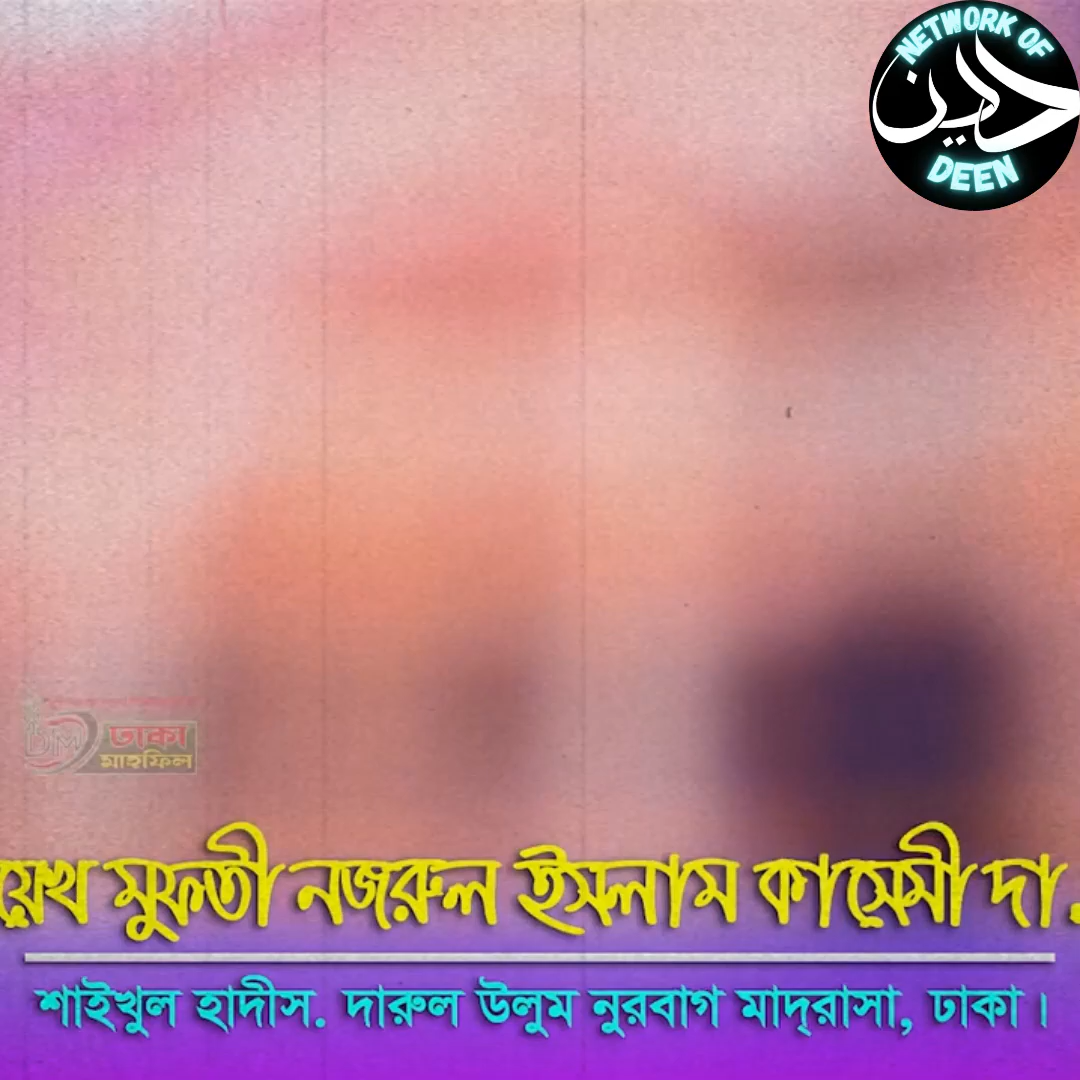 NETWORK OF
دين
DEEN
ঢাকা
মাহফিল
য়েখ মুফতী নজরুল ইসলাম কাসেমী দা.
শাইখুল হাদীস. দারুল উলুম নুরবাগ মাদ্‌রাসা, ঢাকা।